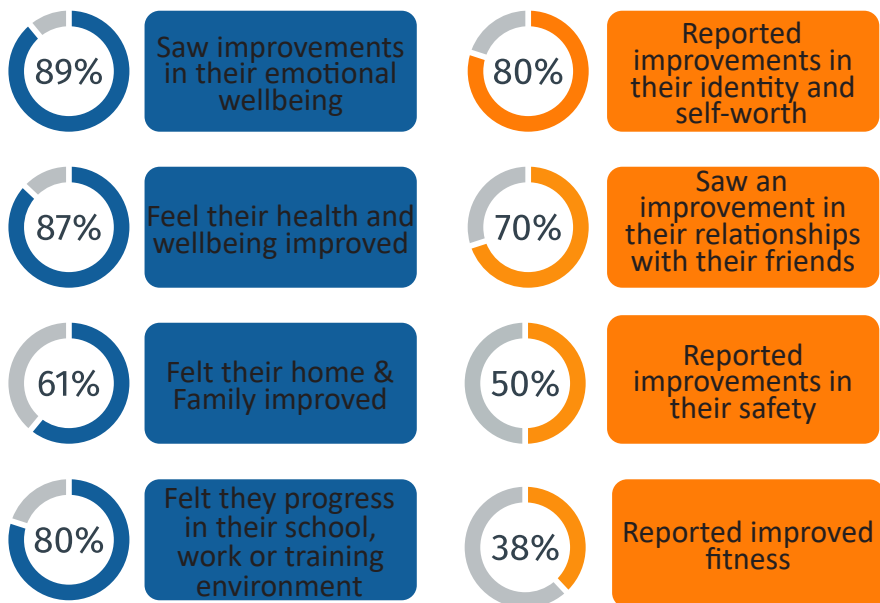 89%
Saw improvements
in their emotional
wellbeing
80%
Reported
improvements in
their identity and
self-worth
87%
Feel their health and
wellbeing improved
70%
Saw an
improvement in
their relationships
with their friends
61%
Felt their home &
Family improved
50%
Reported
improvements in
their safety
80%
Felt they progress
in their school,
work or training
environment
38%
Reported improved
fitness